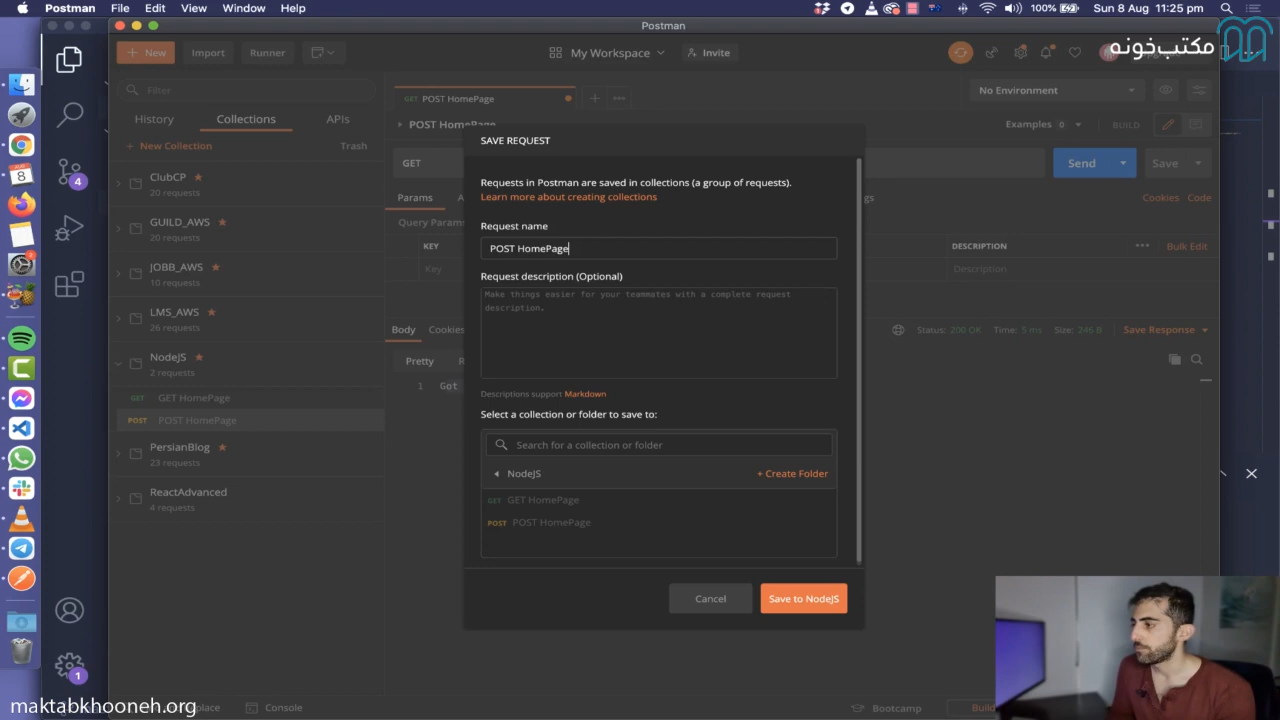 Postman File Edit View Window Help
100% Sun 8 Aug 11:25 pm
Postman
مکتب‌خونه
+ New Import Runner
My Workspace Invite
Filter
GET POST HomePage
No Environment
History Collections APIs
POST HomePage
Examples 0 BUILD
+ New Collection Trash
SAVE REQUEST
GET
Send Save
ClubCP
20 requests
Requests in Postman are saved in collections (a group of requests).
Learn more about creating collections
Params
Cookies Code
GUILD_AWS
20 requests
Query Param
Request name
POST HomePage
KEY
DESCRIPTION
Bulk Edit
Key
Description
JOBB_AWS
10 requests
Request description (Optional)
Make things easier for your teammates with a complete request
description.
LMS_AWS
26 requests
Body Cookies
Status: 200 OK Time: 5 ms Size: 246 B Save Response
NodeJS
2 requests
Pretty
1 Got
GET GET HomePage
POST POST HomePage
Descriptions support Markdown
Select a collection or folder to save to:
Search for a collection or folder
PersianBlog
23 requests
NodeJS + Create Folder
GET GET HomePage
POST POST HomePage
ReactAdvanced
4 requests
Cancel Save to NodeJS
8
4
2
1
maktabkhooneh.org
Console
Bootcamp Build